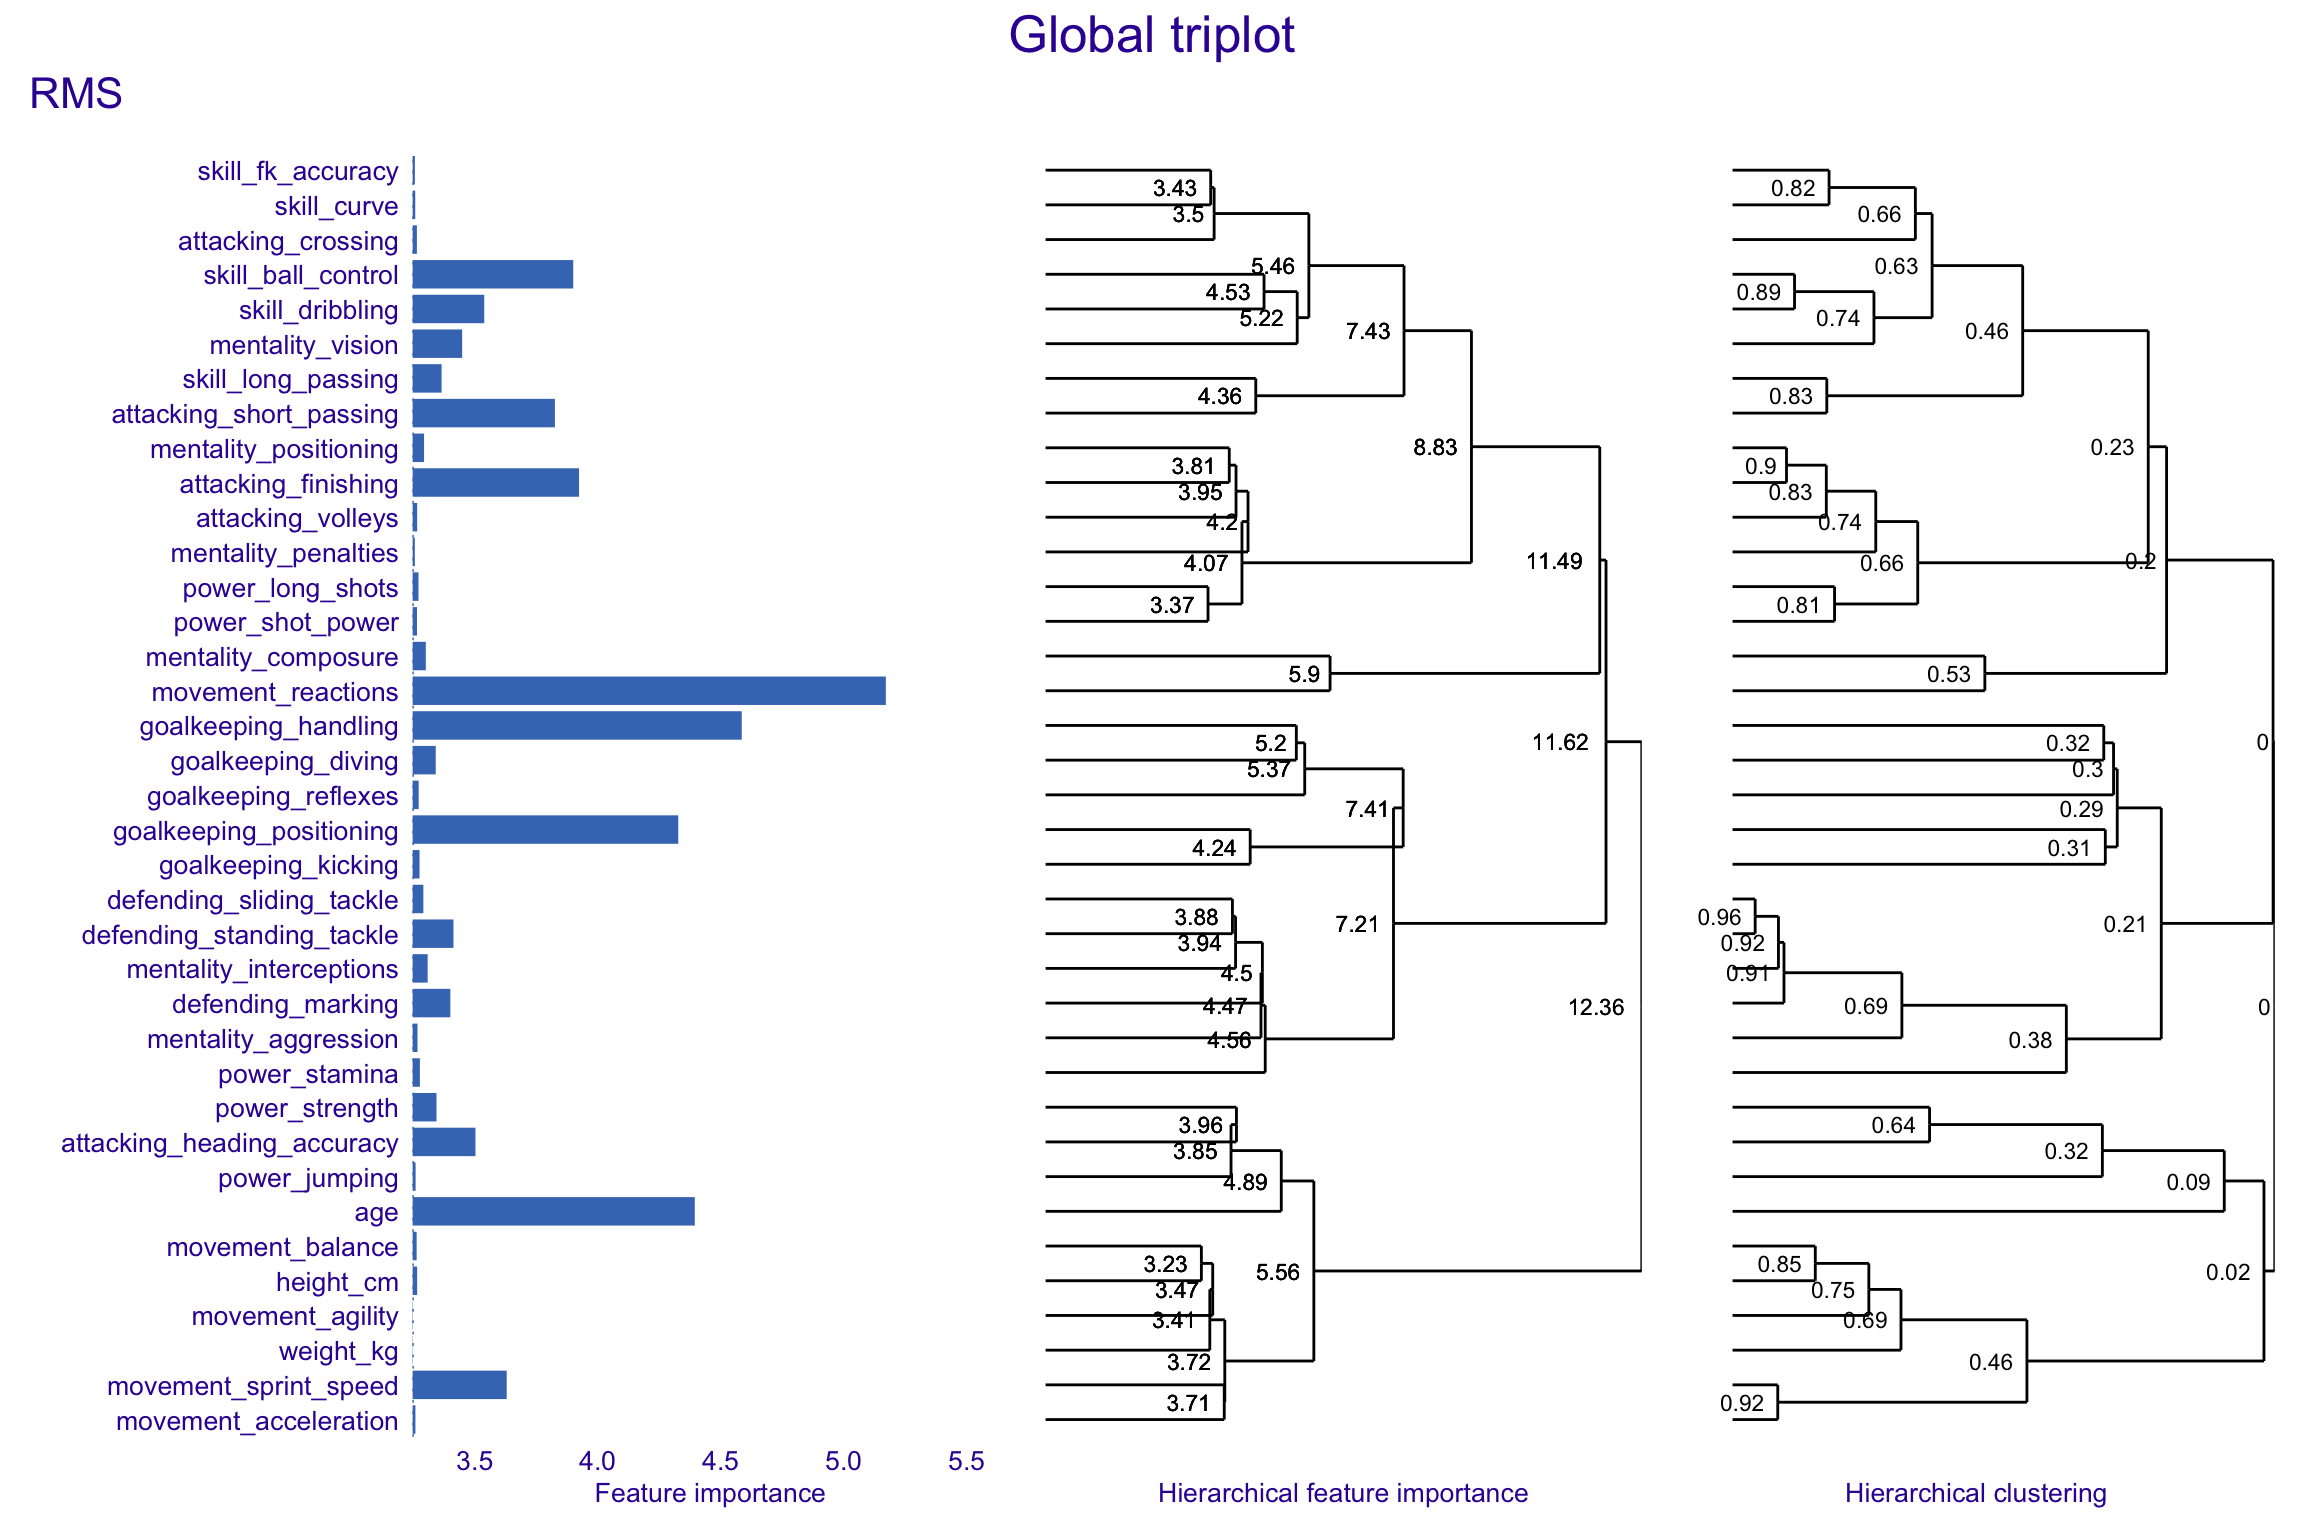 Global triplot
RMS
skill_fk_accuracy
skill_curve
attacking_crossing
skill_ball_control
skill_dribbling
mentality_vision
skill_long_passing
attacking_short_passing
mentality_positioning
attacking_finishing
attacking_volleys
mentality_penalties
power_long_shots
power_shot_power
mentality_composure
movement_reactions
goalkeeping_handling
goalkeeping_diving
goalkeeping_reflexes
goalkeeping_positioning
goalkeeping_kicking
defending_sliding_tackle
defending_standing_tackle
mentality_interceptions
defending_marking
mentality_aggression
power_stamina
power_strength
attacking_heading_accuracy
power_jumping
age
movement_balance
height_cm
movement_agility
weight_kg
movement_sprint_speed
movement_acceleration
3.5 4.0 4.5 5.0 5.5
Feature importance
3.43
3.5
5.46
4.53
5.22
7.43
4.36
8.83
3.81
3.95
4.2
4.07
11.49
3.37
5.9
5.2
11.62
5.37
7.41
4.24
3.88
7.21
3.94
4.5
4.47
12.36
4.56
3.96
3.85
4.89
3.23
5.56
3.47
3.41
3.72
3.71
Hierarchical feature importance
0.82
0.66
0.63
0.89
0.74
0.46
0.83
0.23
0.9
0.83
0.74
0.66
0.2
0.81
0.53
0.32
0
0.3
0.29
0.31
0.96
0.21
0.92
0.91
0.69
0
0.38
0.64
0.32
0.09
0.85
0.02
0.75
0.69
0.46
0.92
Hierarchical clustering